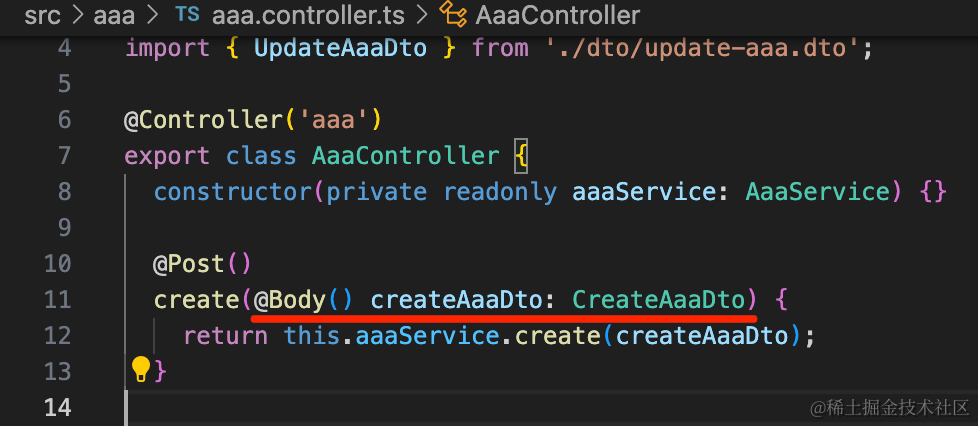 src > aaa > TS aaa.controller.ts > AaaController
4 import { UpdateAaaDto } from './dto/update-aaa.dto';
5
6 @Controller('aaa')
7 export class AaaController {
8 constructor(private readonly aaaService: AaaService) {}
9
10 @Post()
11 create(@Body() createAaaDto: CreateAaaDto) {
12 return this.aaaService.create(createAaaDto);
13 }
14
@稀土掘金技术社区